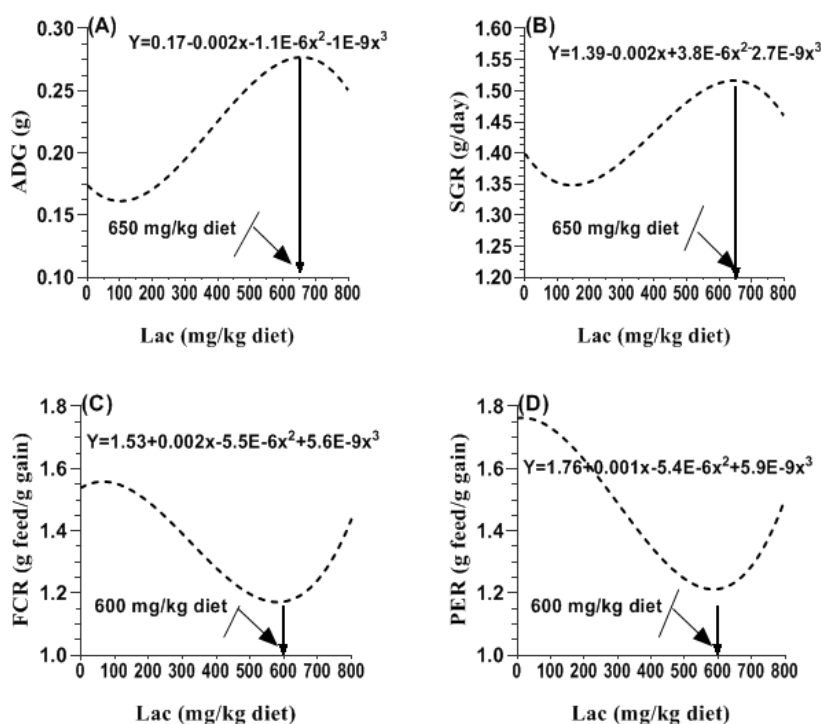 (A)
Y=0.17-0.002x-1.1E-6x²-1E-9x³
0.30
0.25
0.20
0.15
0.10
ADG (g)
650 mg/kg diet
0 100 200 300 400 500 600 700 800
Lac (mg/kg diet)
(B)
Y=1.39-0.002x+3.8E-6x²-2.7E-9x³
1.60
1.55
1.50
1.45
1.40
1.35
1.30
1.25
1.20
SGR (g/day)
650 mg/kg diet
0 100 200 300 400 500 600 700 800
Lac (mg/kg diet)
(C)
Y=1.53+0.002x-5.5E-6x²+5.6E-9x³
1.8
1.6
1.4
1.2
1.0
FCR (g feed/g gain)
600 mg/kg diet
0 100 200 300 400 500 600 700 800
Lac (mg/kg diet)
(D)
Y=1.76+0.001x-5.4E-6x²+5.9E-9x³
1.8
1.6
1.4
1.2
1.0
PER (g feed/g gain)
600 mg/kg diet
0 100 200 300 400 500 600 700 800
Lac (mg/kg diet)